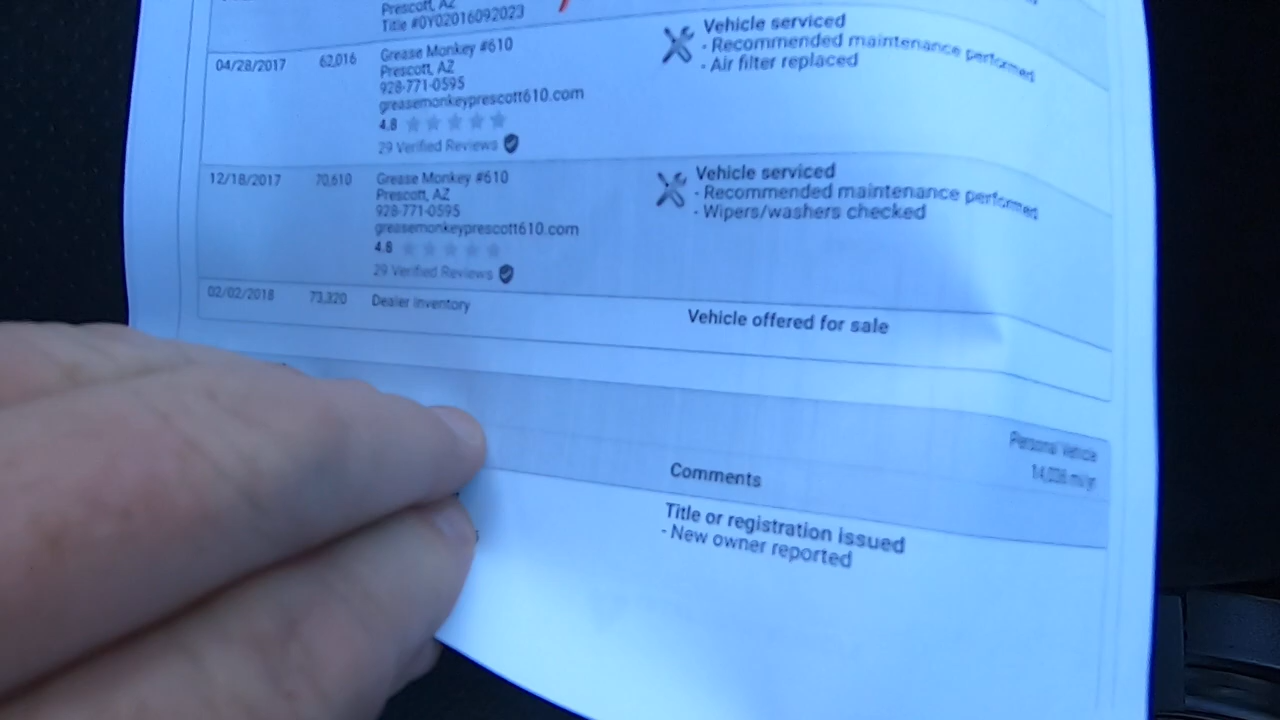 Prescott, AZ
Title #0Y02016092023
04/28/2017 62,016 Grease Monkey #610
Prescott, AZ
928-771-0595
greasemonkeyprescott610.com
4.8
29 Verified Reviews
Vehicle serviced
- Recommended maintenance performed
- Air filter replaced
12/18/2017 70,610 Grease Monkey #610
Prescott, AZ
928-771-0595
greasemonkeyprescott610.com
4.8
29 Verified Reviews
Vehicle serviced
- Recommended maintenance performed
- Wipers/washers checked
02/02/2018 73,320 Dealer Inventory
Vehicle offered for sale
Personal Vehicle
mi/yr
Comments
Title or registration issued
- New owner reported